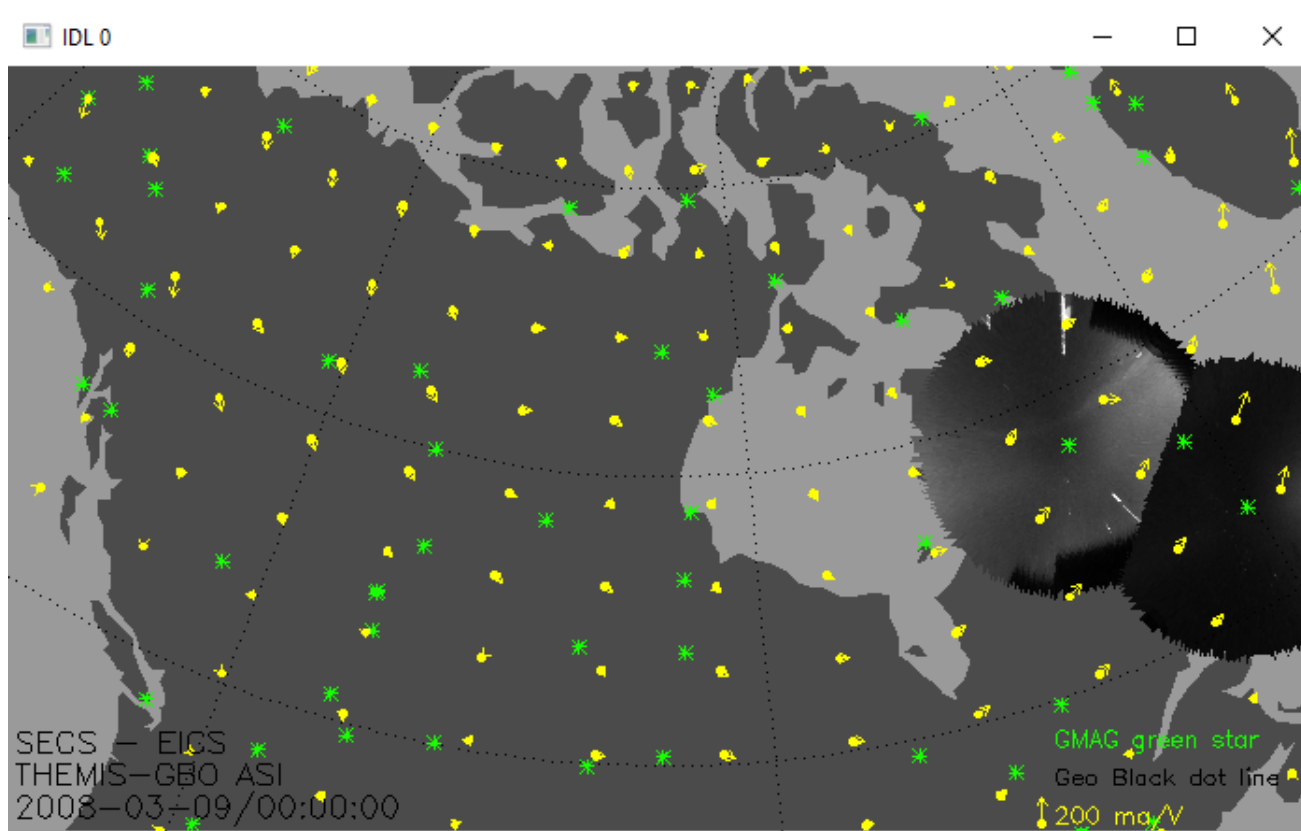 IDL 0
SECS - EICS
THEMIS-GBO ASI
2008-03-09/00:00:00
GMAG green star
Geo Black dot line
200 ma/V